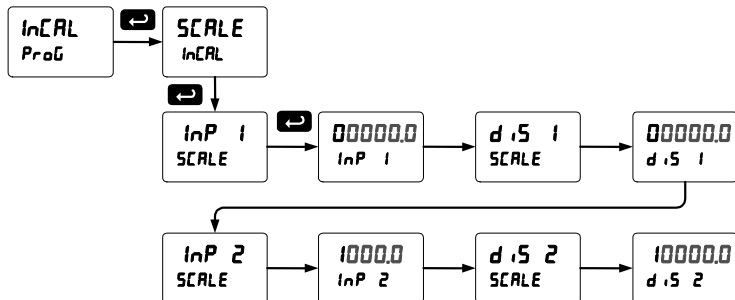 InCAL
ProG
SCALE
InCAL
InP 1
SCALE
00000.0
InP 1
diS 1
SCALE
00000.0
diS 1
InP 2
SCALE
1000.0
InP 2
diS 2
SCALE
10000.0
diS 2